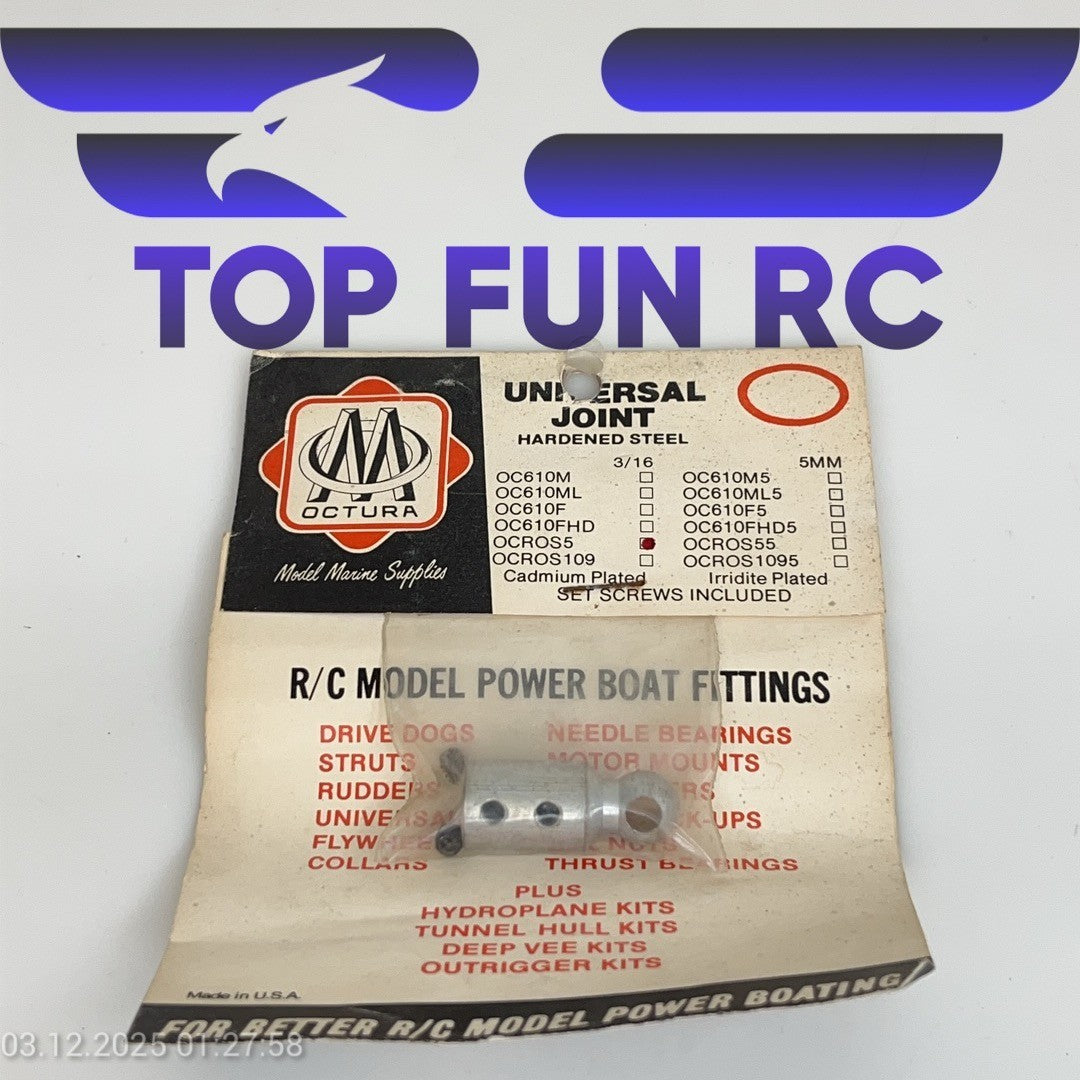 TOP FUN RC
OCTURA
Model Marine Supplies
UNIVERSAL
JOINT
HARDENED STEEL
3/16 5MM
OC610M OC610M5
OC610ML OC610ML5
OC610F OC610F5
OC610FHD OC610FHD5
OCROS5 OCROS55
OCROS109 OCROS1095
Cadmium Plated Irridite Plated
SET SCREWS INCLUDED
R/C MODEL POWER BOAT FITTINGS
DRIVE DOGS NEEDLE BEARINGS
STRUTS MOTOR MOUNTS
RUDDERS
UNIVERSAL
FLYWHEE NUTS
COLLARS THRUST BEARINGS
PLUS
HYDROPLANE KITS
TUNNEL HULL KITS
DEEP VEE KITS
OUTRIGGER KITS
Made in U.S.A.
FOR BETTER R/C MODEL POWER BOATING
03.12.2025 01:27:58